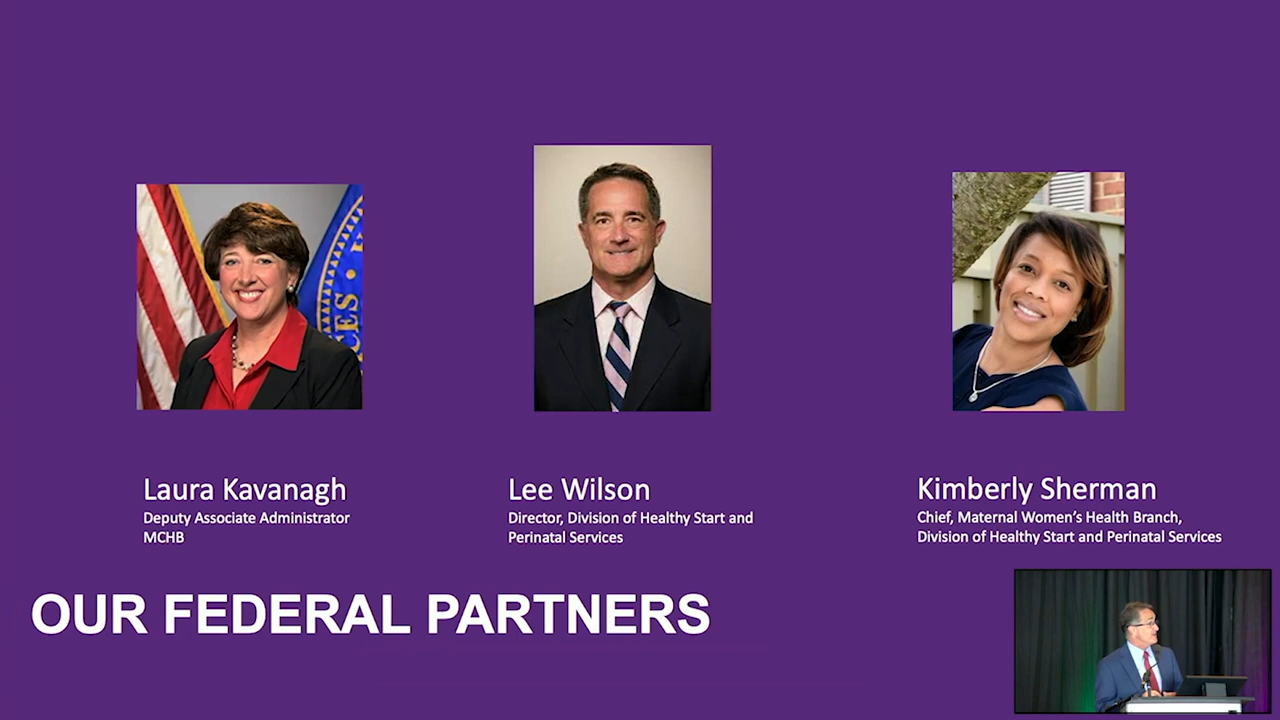 CES
Laura Kavanagh
Deputy Associate Administrator
MCHB
Lee Wilson
Director, Division of Healthy Start and
Perinatal Services
Kimberly Sherman
Chief, Maternal Women's Health Branch,
Division of Healthy Start and Perinatal Services
OUR FEDERAL PARTNERS